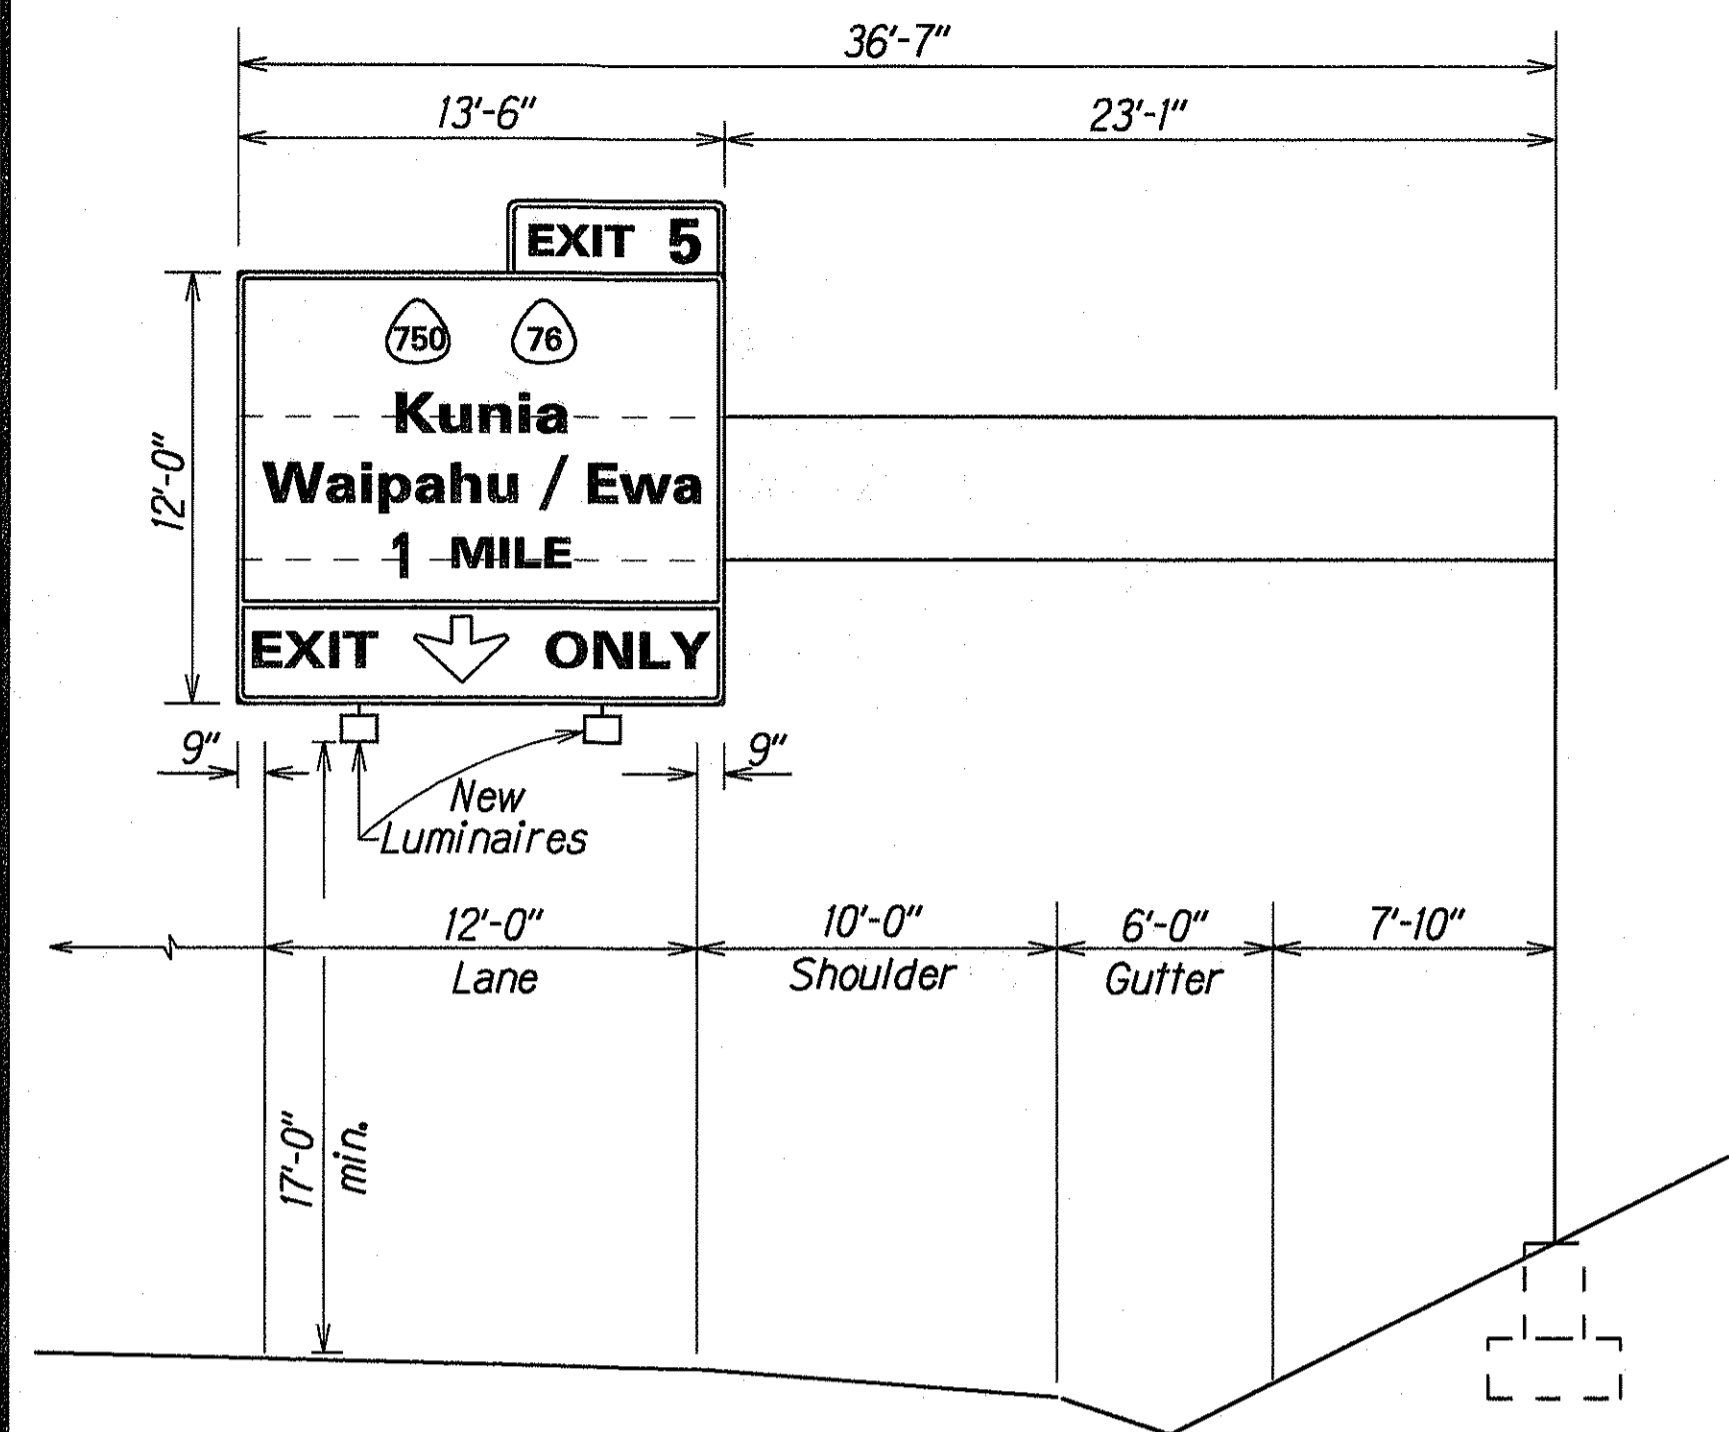 36'-7"
13'-6"
23'-1"
EXIT 5
750 76
Kunia
Waipahu / Ewa
1 MILE
EXIT ONLY
12'-0"
9"
9"
New
Luminaires
12'-0"
Lane
10'-0"
Shoulder
6'-0"
Gutter
7'-10"
17'-0"
min.